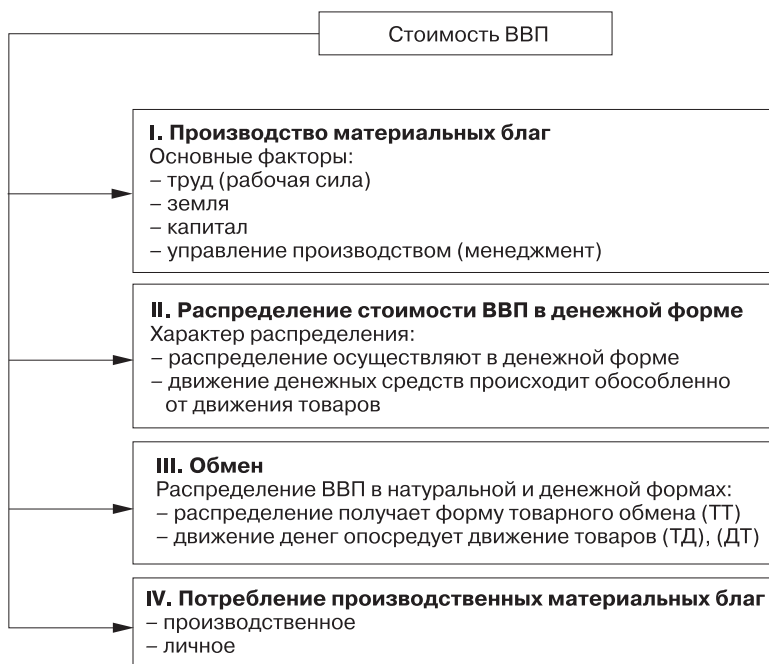 Стоимость ВВП
I. Производство материальных благ
Основные факторы:
– труд (рабочая сила)
– земля
– капитал
– управление производством (менеджмент)
II. Распределение стоимости ВВП в денежной форме
Характер распределения:
– распределение осуществляют в денежной форме
– движение денежных средств происходит обособленно
от движения товаров
III. Обмен
Распределение ВВП в натуральной и денежной формах:
– распределение получает форму товарного обмена (ТТ)
– движение денег опосредует движение товаров (ТД), (ДТ)
IV. Потребление производственных материальных благ
– производственное
– личное